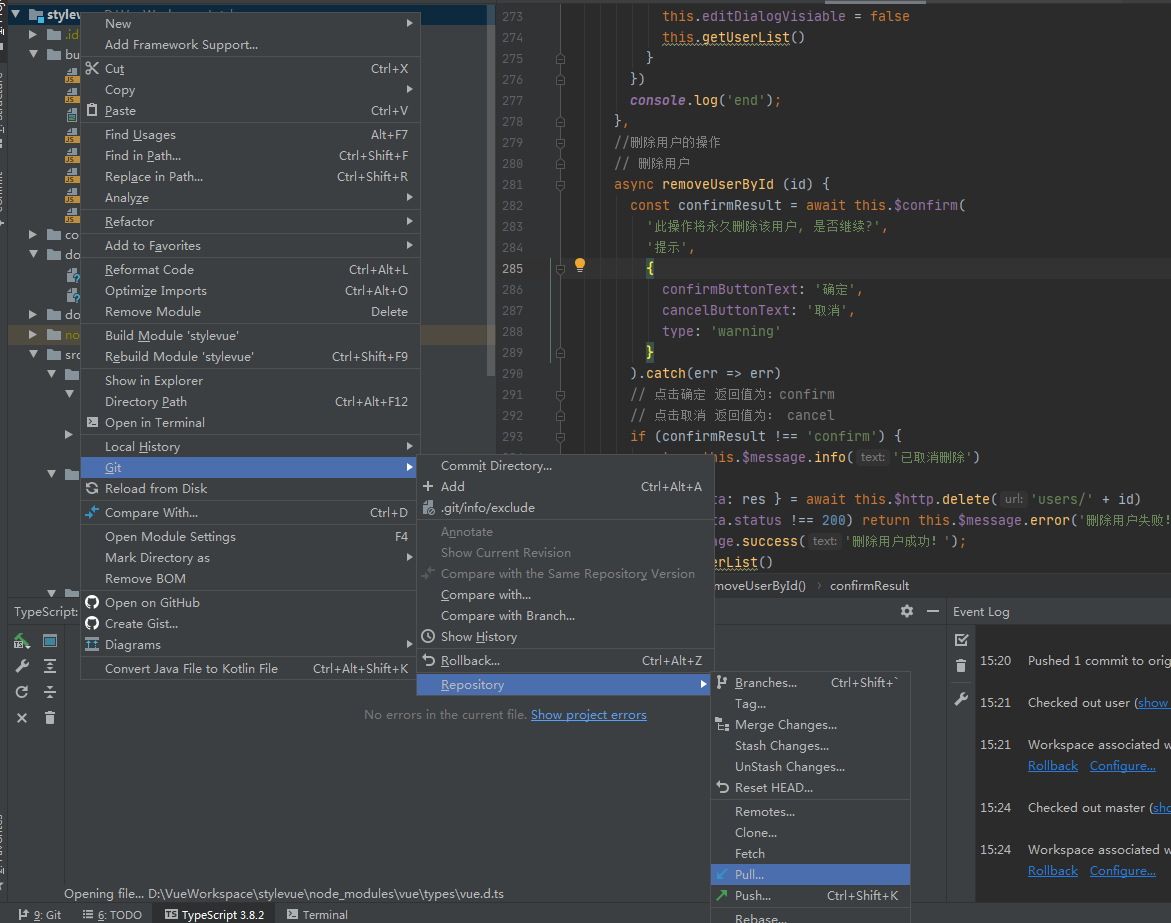 stylev
D:\VueWorkspace\stylevue
.id
bu
co
do
do
no
src
New
Add Framework Support...
Cut Ctrl+X
Copy
Paste Ctrl+V
Find Usages Alt+F7
Find in Path... Ctrl+Shift+F
Replace in Path... Ctrl+Shift+R
Analyze
Refactor
Add to Favorites
Reformat Code Ctrl+Alt+L
Optimize Imports Ctrl+Alt+O
Remove Module Delete
Build Module 'stylevue'
Rebuild Module 'stylevue' Ctrl+Shift+F9
Show in Explorer
Directory Path Ctrl+Alt+F12
Open in Terminal
Local History
Git
Reload from Disk
Compare With... Ctrl+D
Open Module Settings F4
Mark Directory as
Remove BOM
Open on GitHub
Create Gist...
Diagrams
Convert Java File to Kotlin File Ctrl+Alt+Shift+K
Commit Directory...
Add Ctrl+Alt+A
.git/info/exclude
Annotate
Show Current Revision
Compare with the Same Repository Version
Compare with...
Compare with Branch...
Show History
Rollback... Ctrl+Alt+Z
Repository
Branches... Ctrl+Shift+`
Tag...
Merge Changes...
Stash Changes...
UnStash Changes...
Reset HEAD...
Remotes...
Clone...
Fetch
Pull...
Push... Ctrl+Shift+K
Rebase...
273 this.editDialogVisiable = false
274 this.getUserList()
275 }
276 })
277 console.log('end');
278 },
279 //删除用户的操作
280 // 删除用户
281 async removeUserById (id) {
282 const confirmResult = await this.$confirm(
283 '此操作将永久删除该用户, 是否继续?',
284 '提示',
285 {
286 confirmButtonText: '确定',
287 cancelButtonText: '取消',
288 type: 'warning'
289 }
290 ).catch(err => err)
291 // 点击确定 返回值为: confirm
292 // 点击取消 返回值为: cancel
293 if (confirmResult !== 'confirm') {
his.$message.info( text: '已取消删除')
ta: res } = await this.$http.delete( url: 'users/' + id)
ta.status !== 200) return this.$message.error('删除用户失败!
ge.success( text: '删除用户成功! ');
erList()
moveUserById() › confirmResult
TypeScript:
No errors in the current file. Show project errors
Opening file... D:\VueWorkspace\stylevue\node_modules\vue\types\vue.d.ts
Event Log
15:20 Pushed 1 commit to orig
15:21 Checked out user (show
15:21 Workspace associated w
Rollback Configure...
15:24 Checked out master (sho
15:24 Workspace associated w
Rollback Configure...
9: Git
6: TODO
TypeScript 3.8.2
Terminal